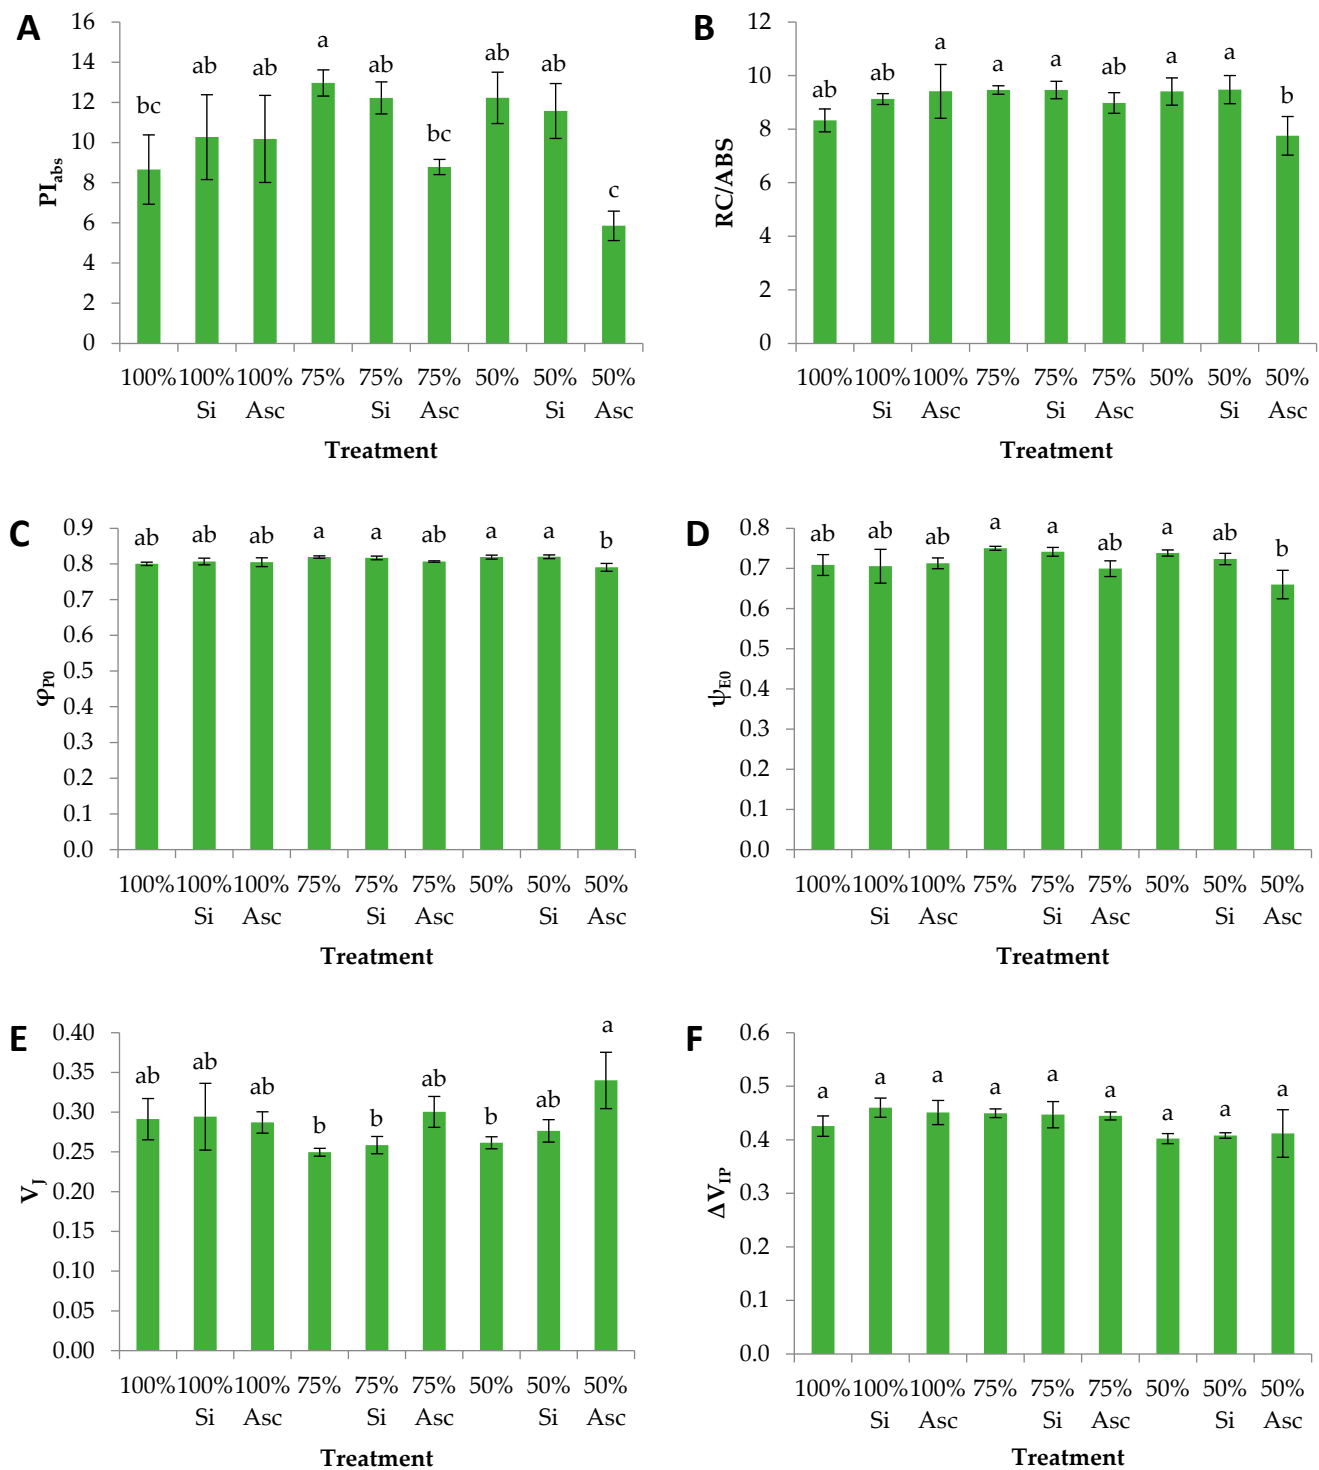 A
16
14
12
10
8
6
4
2
0
PIabs
bc ab ab a ab bc ab ab c
100% 100% 100% 75% 75% 75% 50% 50% 50%
Si Asc Si Asc Si Asc
Treatment
B
12
10
8
6
4
2
0
RC/ABS
ab ab a a a ab a a b
100% 100% 100% 75% 75% 75% 50% 50% 50%
Si Asc Si Asc Si Asc
Treatment
C
0.9
0.8
0.7
0.6
0.5
0.4
0.3
0.2
0.1
0.0
φP0
ab ab ab a a ab a a b
100% 100% 100% 75% 75% 75% 50% 50% 50%
Si Asc Si Asc Si Asc
Treatment
D
0.8
0.7
0.6
0.5
0.4
0.3
0.2
0.1
0.0
ψE0
ab ab ab a a ab a ab b
100% 100% 100% 75% 75% 75% 50% 50% 50%
Si Asc Si Asc Si Asc
Treatment
E
0.40
0.35
0.30
0.25
0.20
0.15
0.10
0.05
0.00
VJ
ab ab ab b b ab b ab a
100% 100% 100% 75% 75% 75% 50% 50% 50%
Si Asc Si Asc Si Asc
Treatment
F
0.6
0.5
0.4
0.3
0.2
0.1
0.0
ΔVIP
a a a a a a a a a
100% 100% 100% 75% 75% 75% 50% 50% 50%
Si Asc Si Asc Si Asc
Treatment